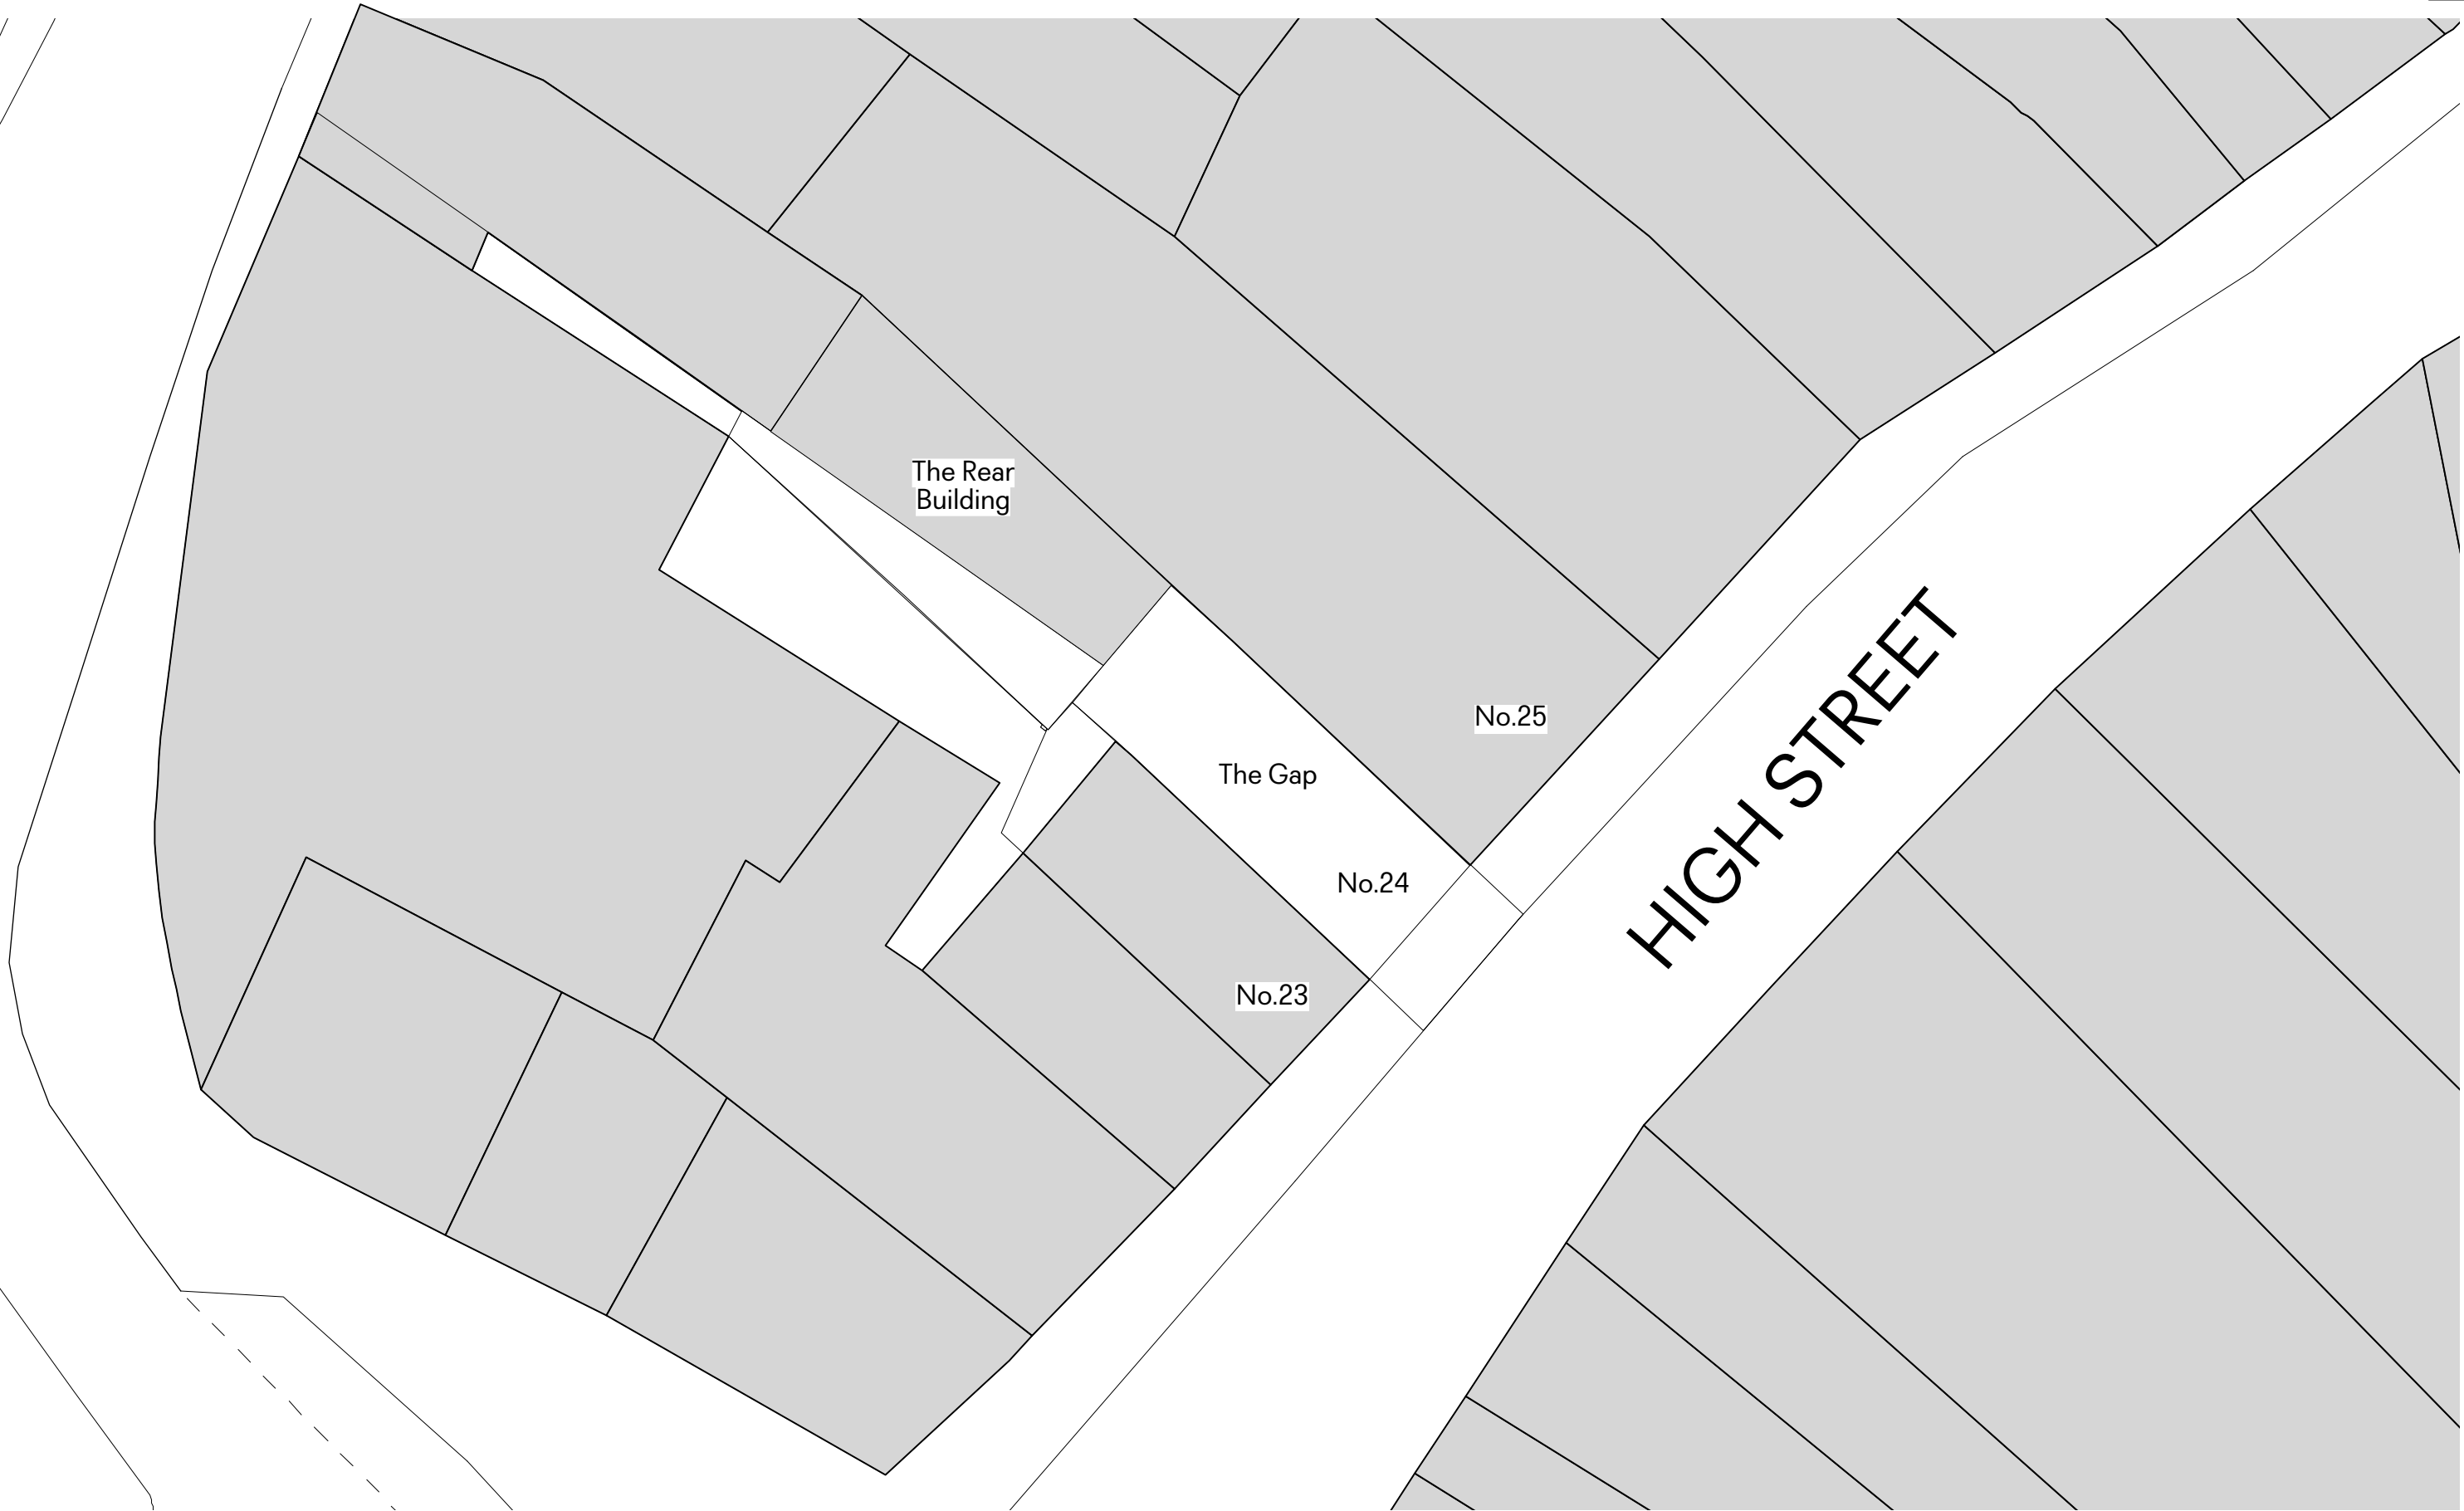 The Rear
Building
No.25
The Gap
No.24
No.23
HIGH STREET